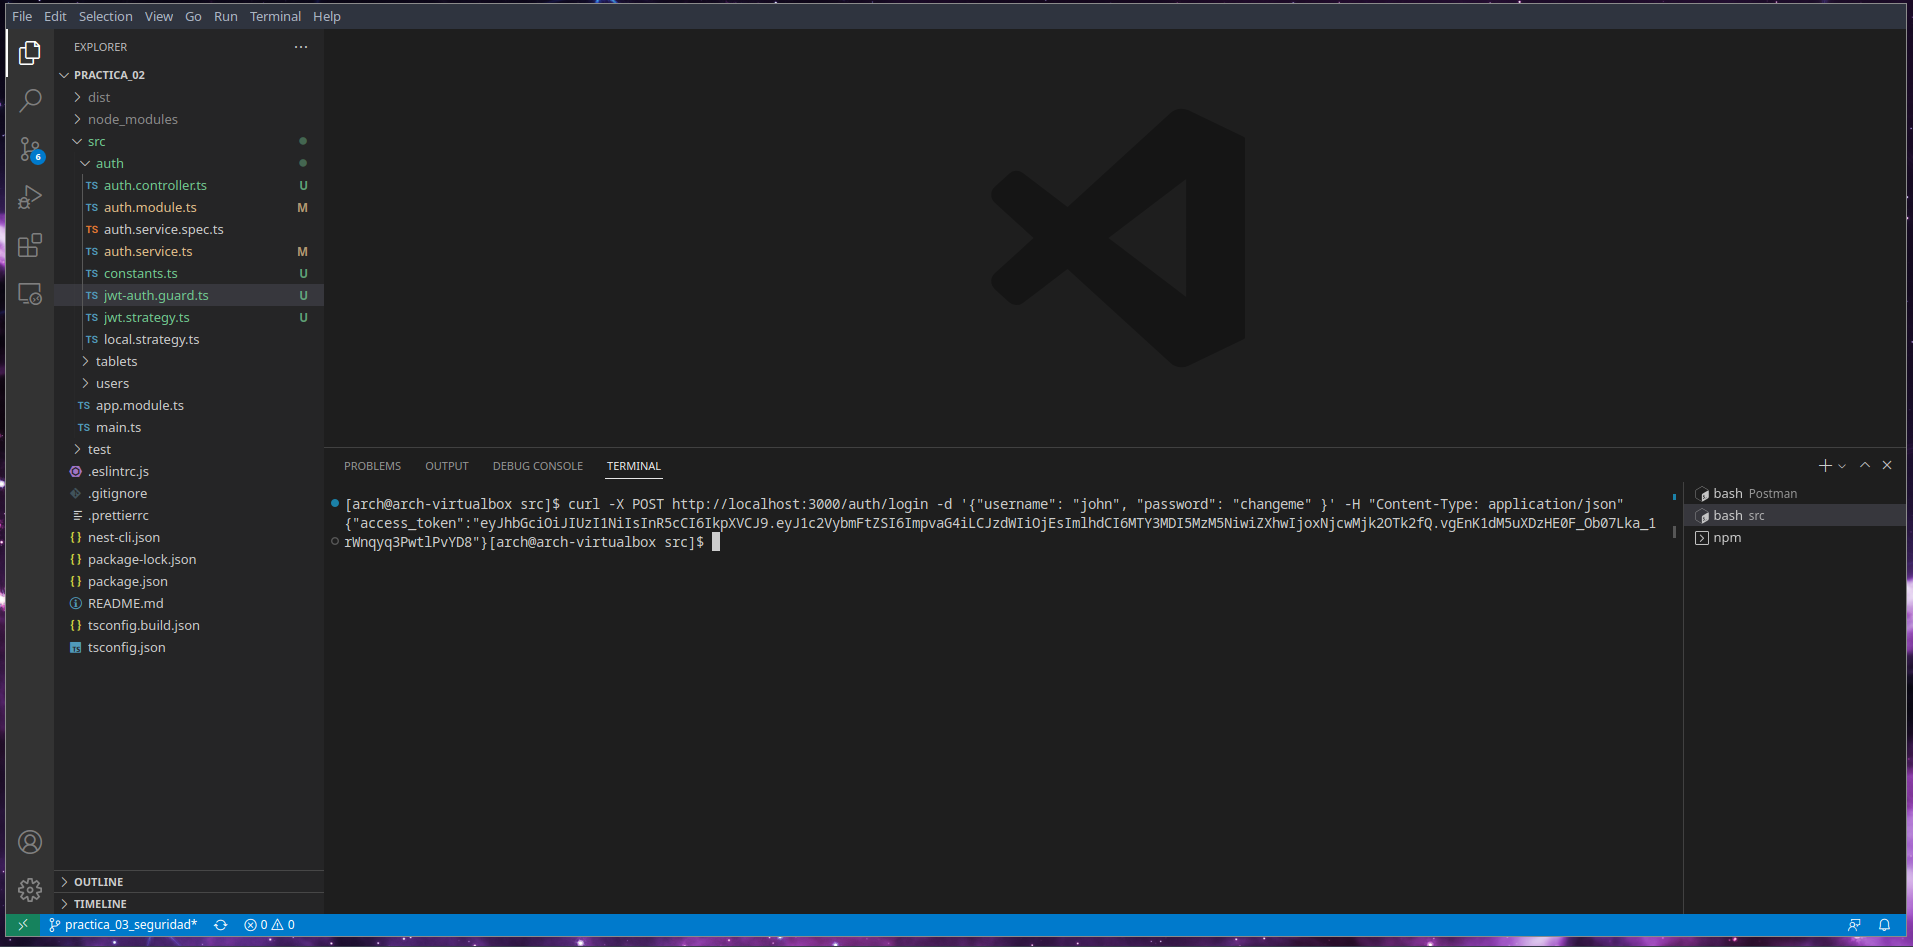 File Edit Selection View Go Run Terminal Help
EXPLORER
PRACTICA_02
dist
node_modules
src
auth
TS auth.controller.ts U
TS auth.module.ts M
TS auth.service.spec.ts
TS auth.service.ts M
TS constants.ts U
TS jwt-auth.guard.ts U
TS jwt.strategy.ts U
TS local.strategy.ts
tablets
users
TS app.module.ts
TS main.ts
test
.eslintrc.js
.gitignore
.prettierrc
{} nest-cli.json
{} package-lock.json
{} package.json
README.md
{} tsconfig.build.json
TS tsconfig.json
OUTLINE
TIMELINE
6
PROBLEMS OUTPUT DEBUG CONSOLE TERMINAL
[arch@arch-virtualbox src]$ curl -X POST http://localhost:3000/auth/login -d '{"username": "john", "password": "changeme" }' -H "Content-Type: application/json"
{"access_token":"eyJhbGciOiJIUzI1NiIsInR5cCI6IkpXVCJ9.eyJ1c2VybmFtZSI6ImpvaG4iLCJzdWIiOjEsImlhdCI6MTY3MDI5MzM5NiwiZXhwIjoxNjcwMjk2OTk2fQ.vgEnK1dM5uXDzHE0F_Ob07Lka_1
rWnqyq3PwtlPvYD8"}[arch@arch-virtualbox src]$
bash Postman
bash src
npm
practica_03_seguridad* 0 0